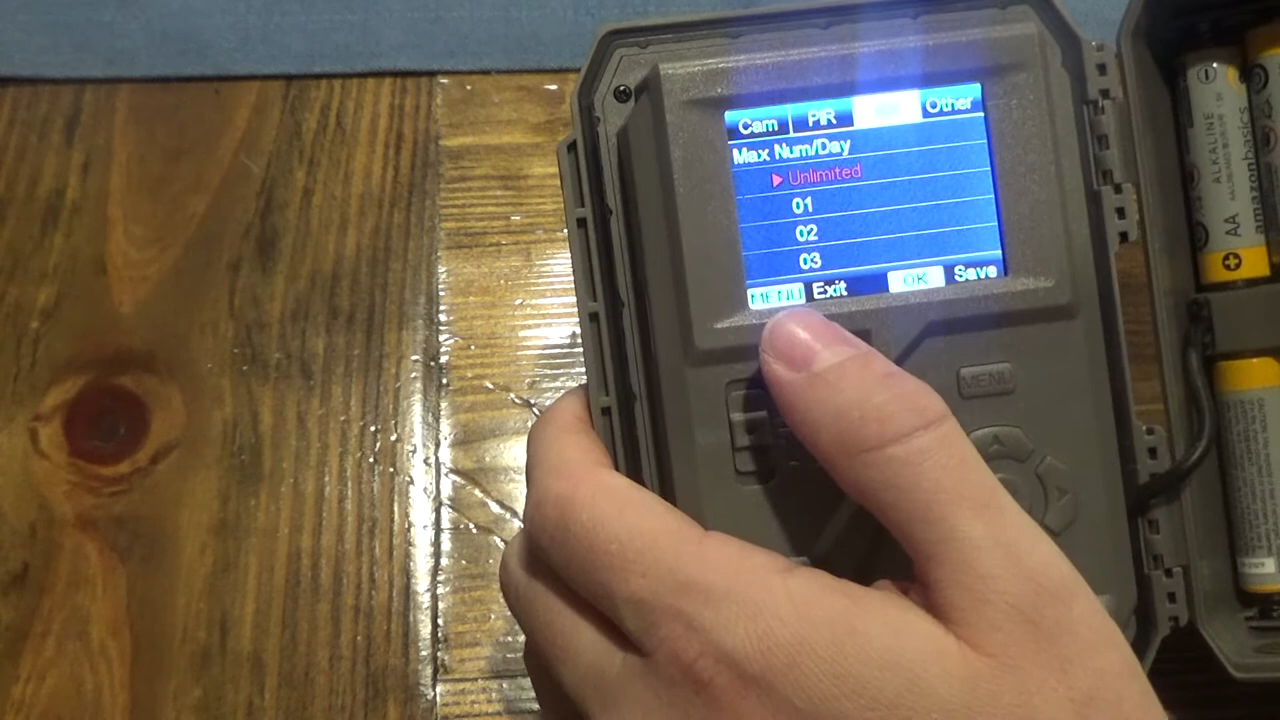 Cam PIR Other
Max Num/Day
Unlimited
01
02
03
MENU Exit OK Save
MENU
ALKALINE
AA
amazonbasics